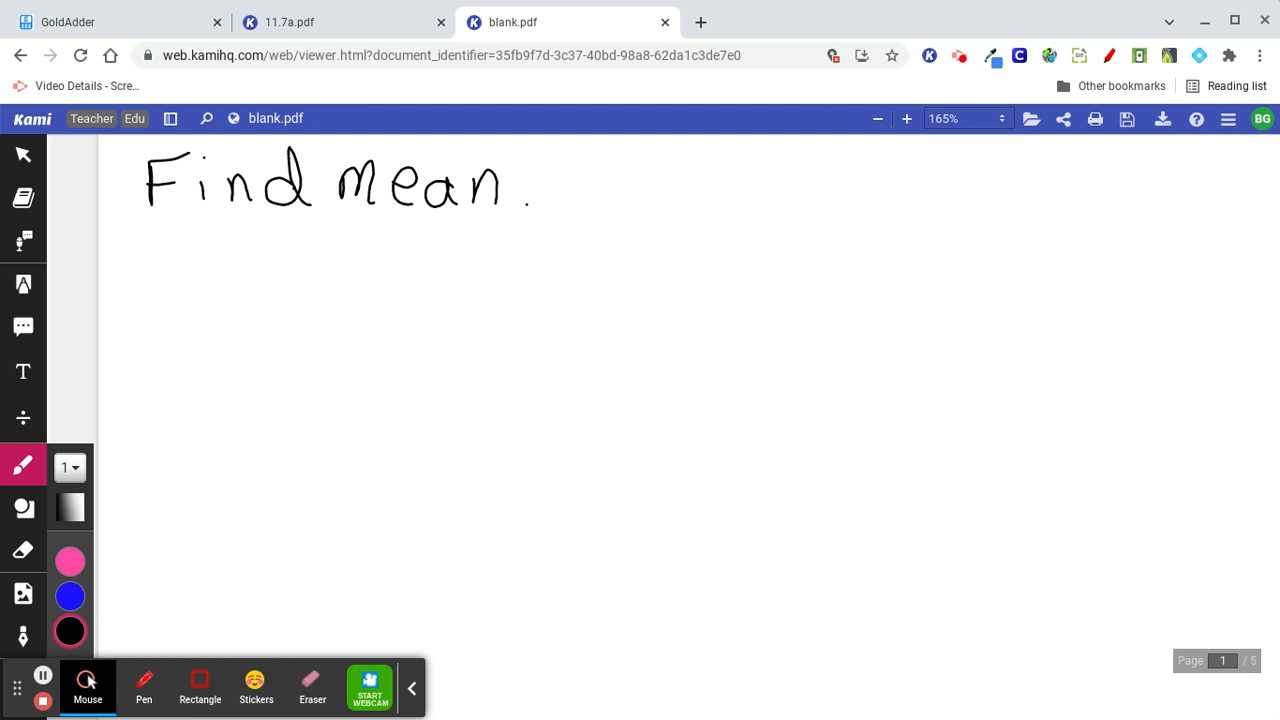 GoldAdder
11.7a.pdf
blank.pdf
web.kamihq.com/web/viewer.html?document_identifier=35fb9f7d-3c37-40bd-98a8-62da1c3de7e0
Video Details - Scre...
Other bookmarks
Reading list
Kami
Teacher
Edu
blank.pdf
165%
BG
Find mean.
T
1
Page 1 / 5
Mouse
Pen
Rectangle
Stickers
Eraser
START
WEBCAM